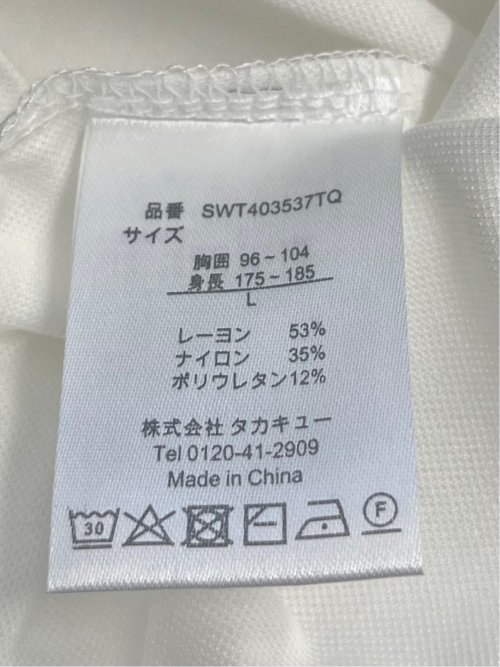 品番 SWT403537TQ
サイズ
胸囲 96~104
身長 175~185
L
レーヨン 53%
ナイロン 35%
ポリウレタン12%
株式会社 タカキュー
Tel 0120-41-2909
Made in China
30 F